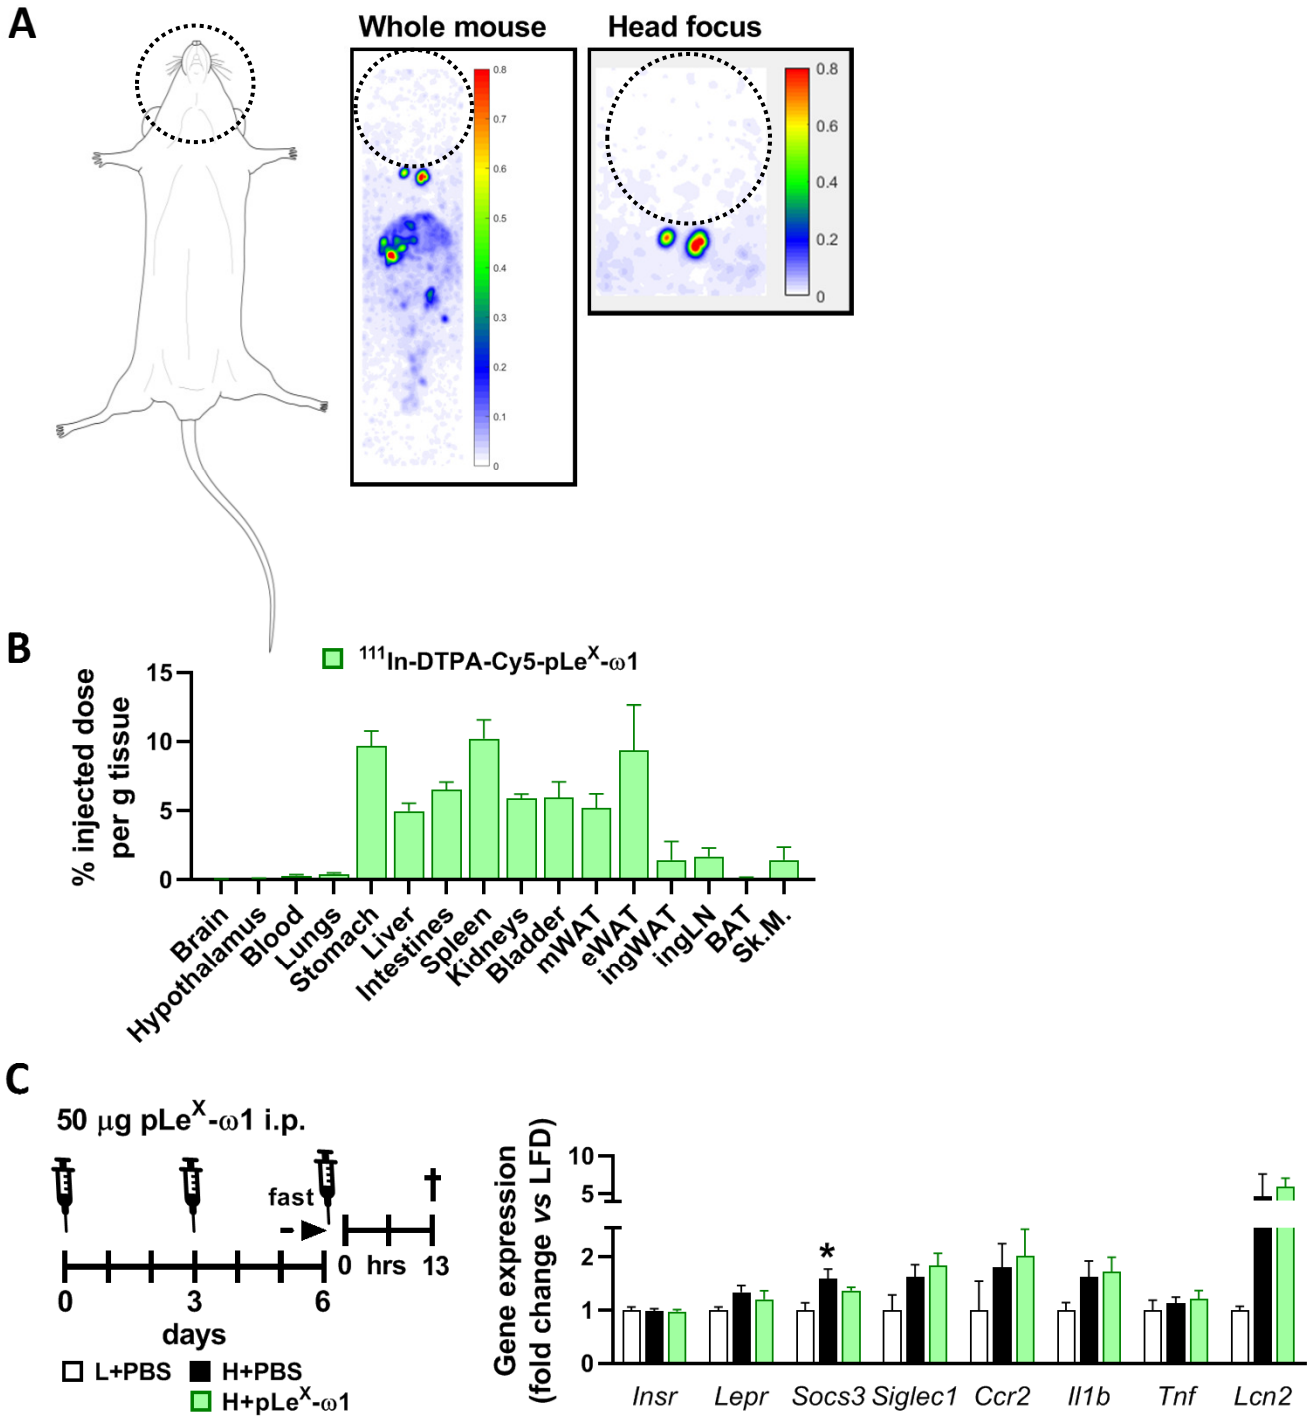 A
Whole mouse
Head focus
0.8
0.7
0.6
0.5
0.4
0.3
0.2
0.1
0
0.8
0.6
0.4
0.2
0
B
¹¹¹In-DTPA-Cy5-pLeˣ-ω1
% injected dose
per g tissue
15
10
5
0
Brain
Hypothalamus
Blood
Lungs
Stomach
Liver
Intestines
Spleen
Kidneys
Bladder
mWAT
eWAT
ingWAT
ingLN
BAT
Sk.M.
C
50 µg pLeˣ-ω1 i.p.
fast
†
0 hrs 13
0 3 6
days
L+PBS H+PBS
H+pLeˣ-ω1
Gene expression
(fold change vs LFD)
10
5
2
1
0
*
Insr Lepr Socs3 Siglec1 Ccr2 Il1b Tnf Lcn2